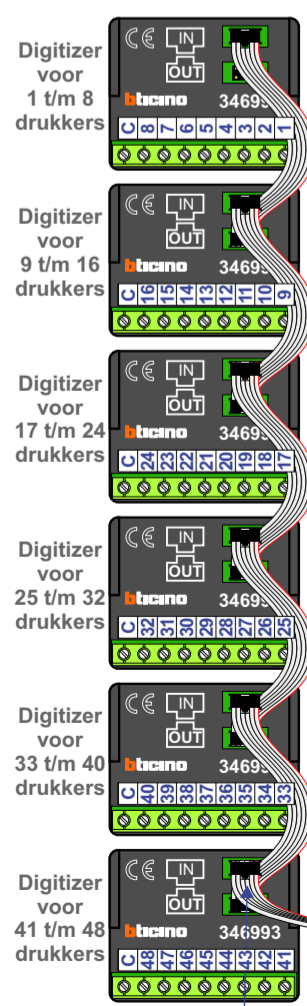 Digitizer
voor
1 t/m 8
drukkers
CE IN
OUT
bticino 34699
C 8 7 6 5 4 3 2 1
Digitizer
voor
9 t/m 16
drukkers
CE IN
OUT
bticino 34699
C 16 15 14 13 12 11 10 9
Digitizer
voor
17 t/m 24
drukkers
CE IN
OUT
bticino 34699
C 24 23 22 21 20 19 18 17
Digitizer
voor
25 t/m 32
drukkers
CE IN
OUT
bticino 34699
C 32 31 30 29 28 27 26 25
Digitizer
voor
33 t/m 40
drukkers
CE IN
OUT
bticino 34699
C 40 39 38 37 36 35 34 33
Digitizer
voor
41 t/m 48
drukkers
CE IN
OUT
bticino 346993
C 48 47 46 45 44 43 42 41